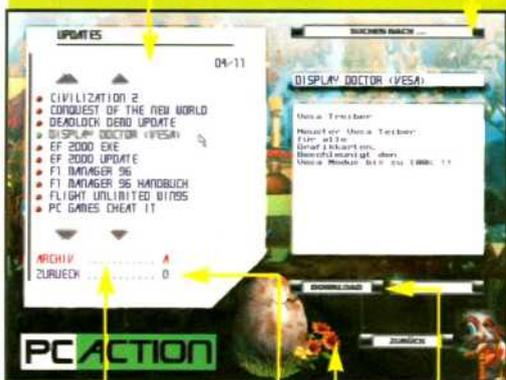 UPDATES
04/11
CIVILIZATION 2
CONQUEST OF THE NEW WORLD
DEADLOCK DEMO UPDATE
DISPLAY DOCTOR (VESA)
EF 2000 EXE
EF 2000 UPDATE
F1 MANAGER 96
F1 MANAGER 96 HANDBUCH
FLIGHT UNLIMITED WIN95
PC GAMES CHEAT IT
ARCHIV .......... A
ZURUECK .......... 0
PC ACTION
SUCHEN NACH ...
DISPLAY DOCTOR (VESA)
Vesa Treiber
Neuster Vesa Teiber
für alle
Grafikkarten.
Beschleunigt den
Vesa Modus bis zu 100% !!
DOWNLOAD
ZURÜCK